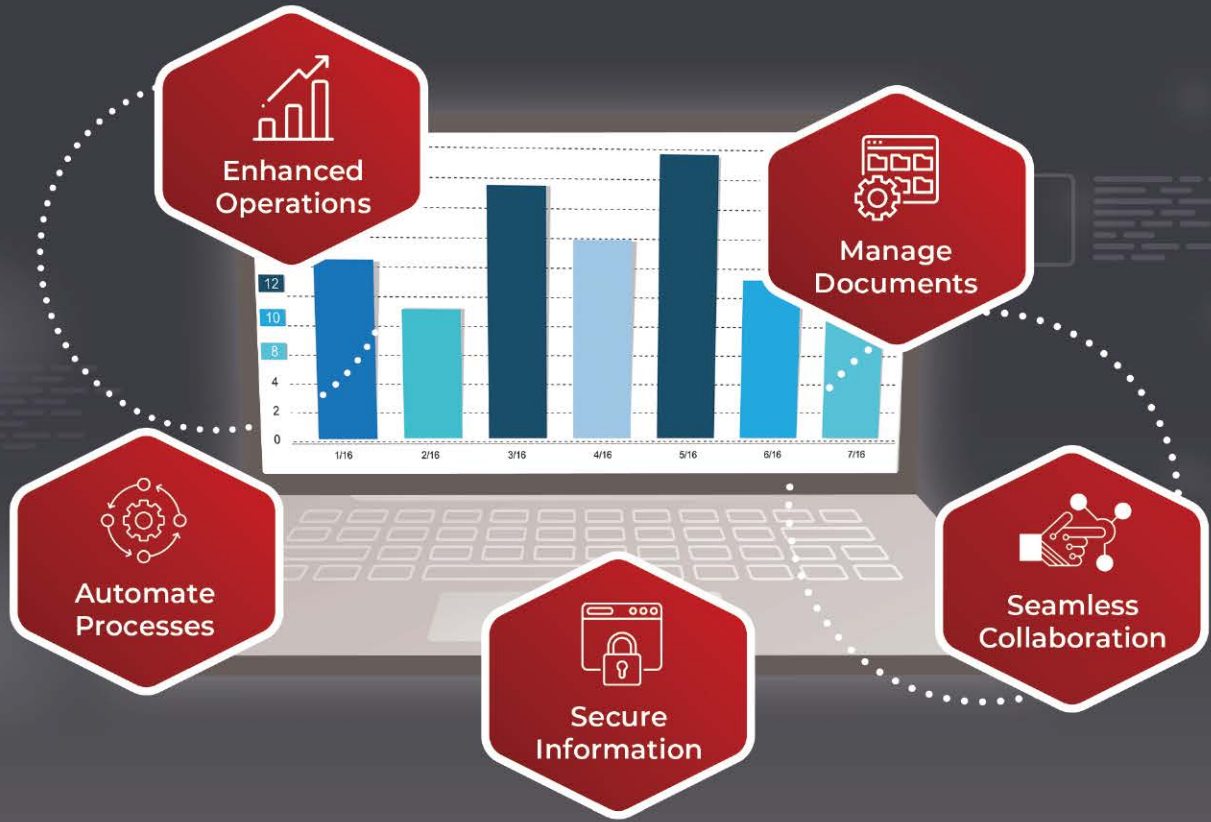 Enhanced
Operations
Manage
Documents
12
10
8
4
2
0
1/16
2/16
3/16
4/16
5/16
6/16
7/16
Automate
Processes
Seamless
Collaboration
Secure
Information